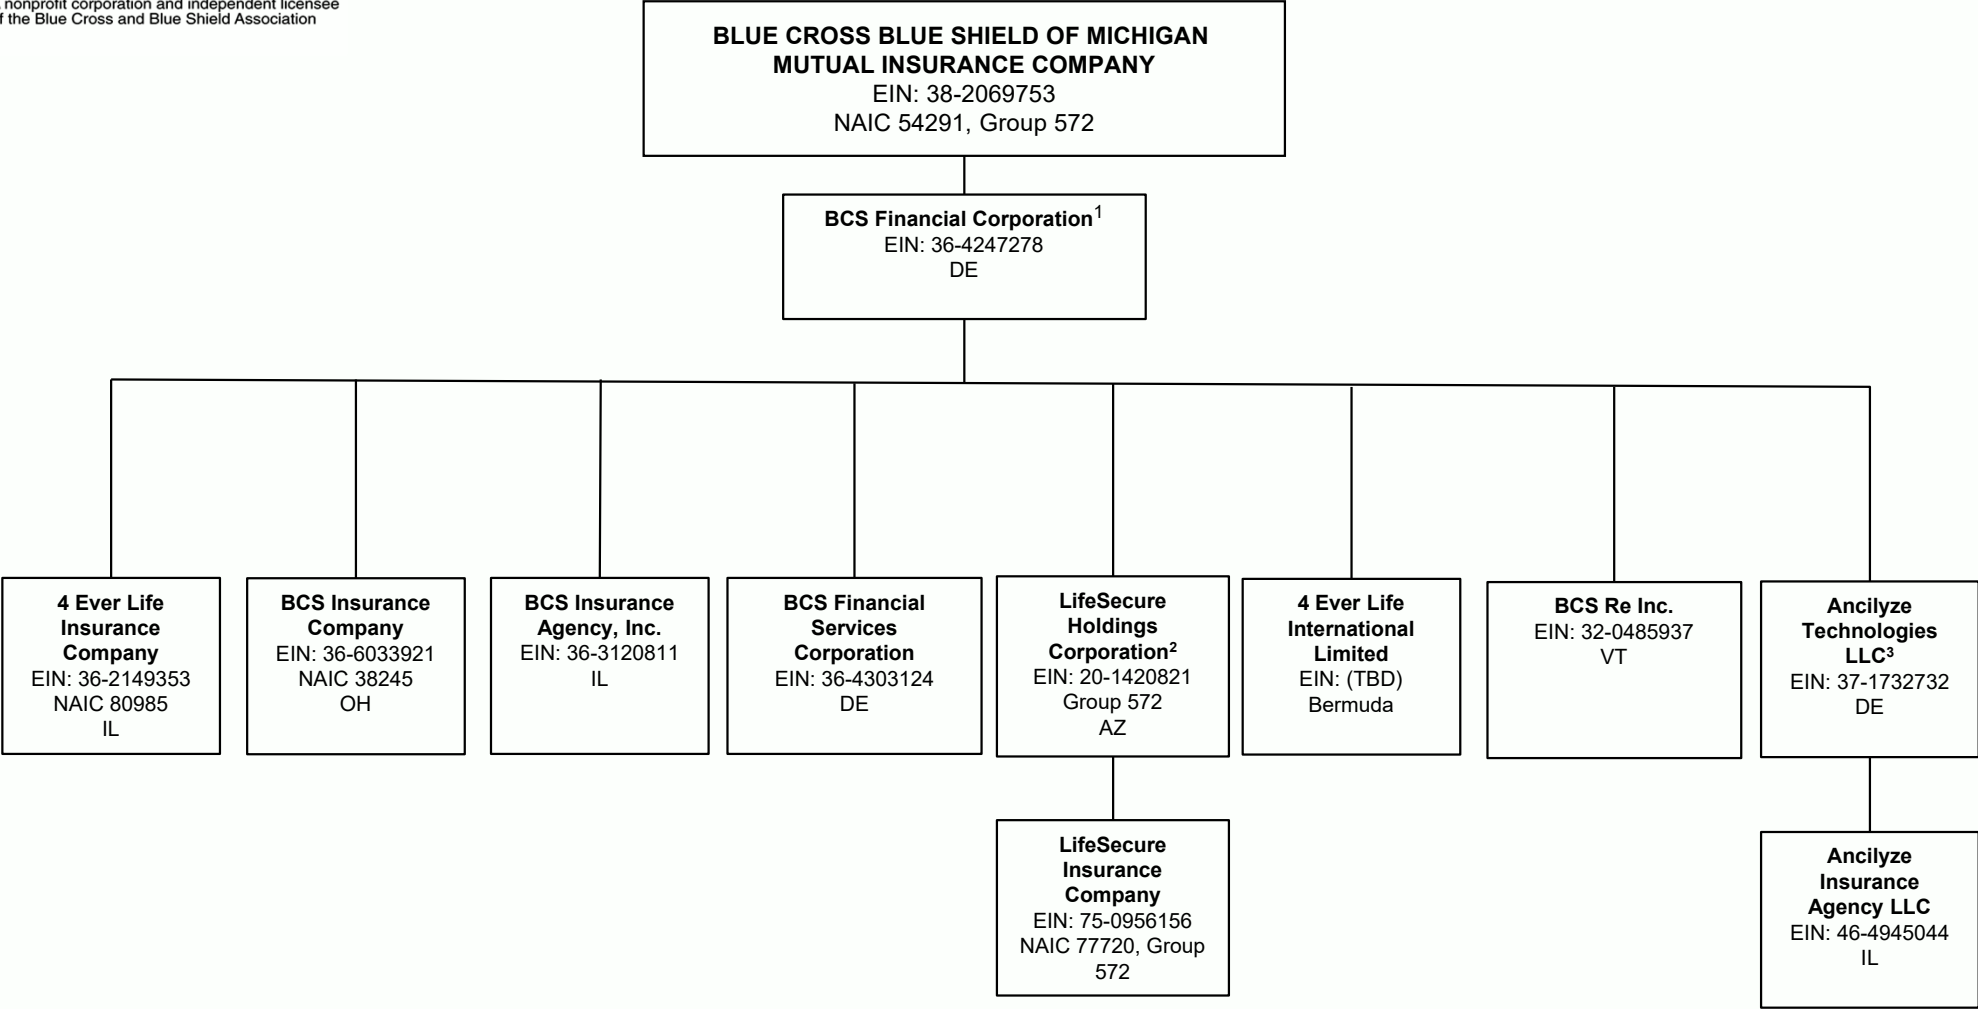 nonprofit corporation and independent licensee
f the Blue Cross and Blue Shield Association
BLUE CROSS BLUE SHIELD OF MICHIGAN
MUTUAL INSURANCE COMPANY
EIN: 38-2069753
NAIC 54291, Group 572
BCS Financial Corporation1
EIN: 36-4247278
DE
4 Ever Life
Insurance
Company
EIN: 36-2149353
NAIC 80985
IL
BCS Insurance
Company
EIN: 36-6033921
NAIC 38245
OH
BCS Insurance
Agency, Inc.
EIN: 36-3120811
IL
BCS Financial
Services
Corporation
EIN: 36-4303124
DE
LifeSecure
Holdings
Corporation2
EIN: 20-1420821
Group 572
AZ
4 Ever Life
International
Limited
EIN: (TBD)
Bermuda
BCS Re Inc.
EIN: 32-0485937
VT
Ancilyze
Technologies
LLC3
EIN: 37-1732732
DE
LifeSecure
Insurance
Company
EIN: 75-0956156
NAIC 77720, Group
572
Ancilyze
Insurance
Agency LLC
EIN: 46-4945044
IL